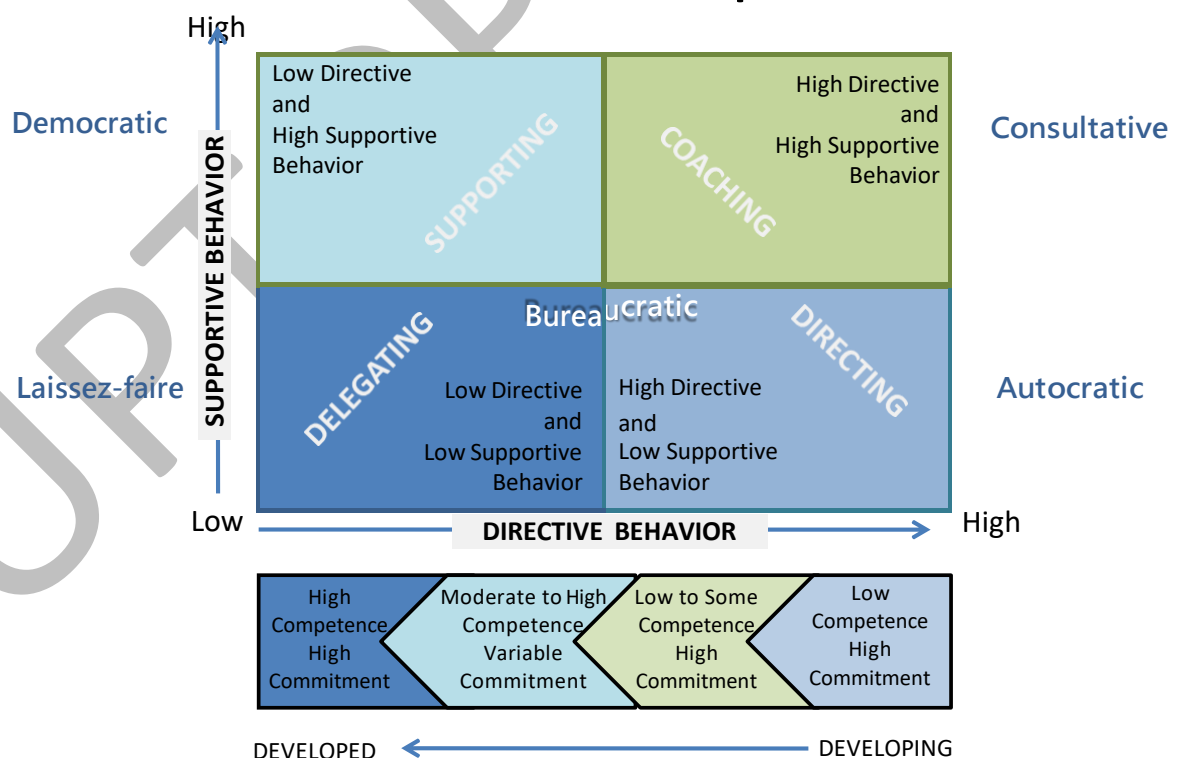 High
Democratic
SUPPORTIVE BEHAVIOR
Low Directive
and
High Supportive
Behavior
SUPPORTING
COACHING
High Directive
and
High Supportive
Behavior
Consultative
Laissez-faire
DELEGATING
Bureaucratic
DIRECTING
Low Directive
and
Low Supportive
Behavior
High Directive
and
Low Supportive
Behavior
Autocratic
Low
DIRECTIVE BEHAVIOR
High
High
Competence
High
Commitment
Moderate to High
Competence
Variable
Commitment
Low to Some
Competence
High
Commitment
Low
Competence
High
Commitment
DEVELOPED
DEVELOPING